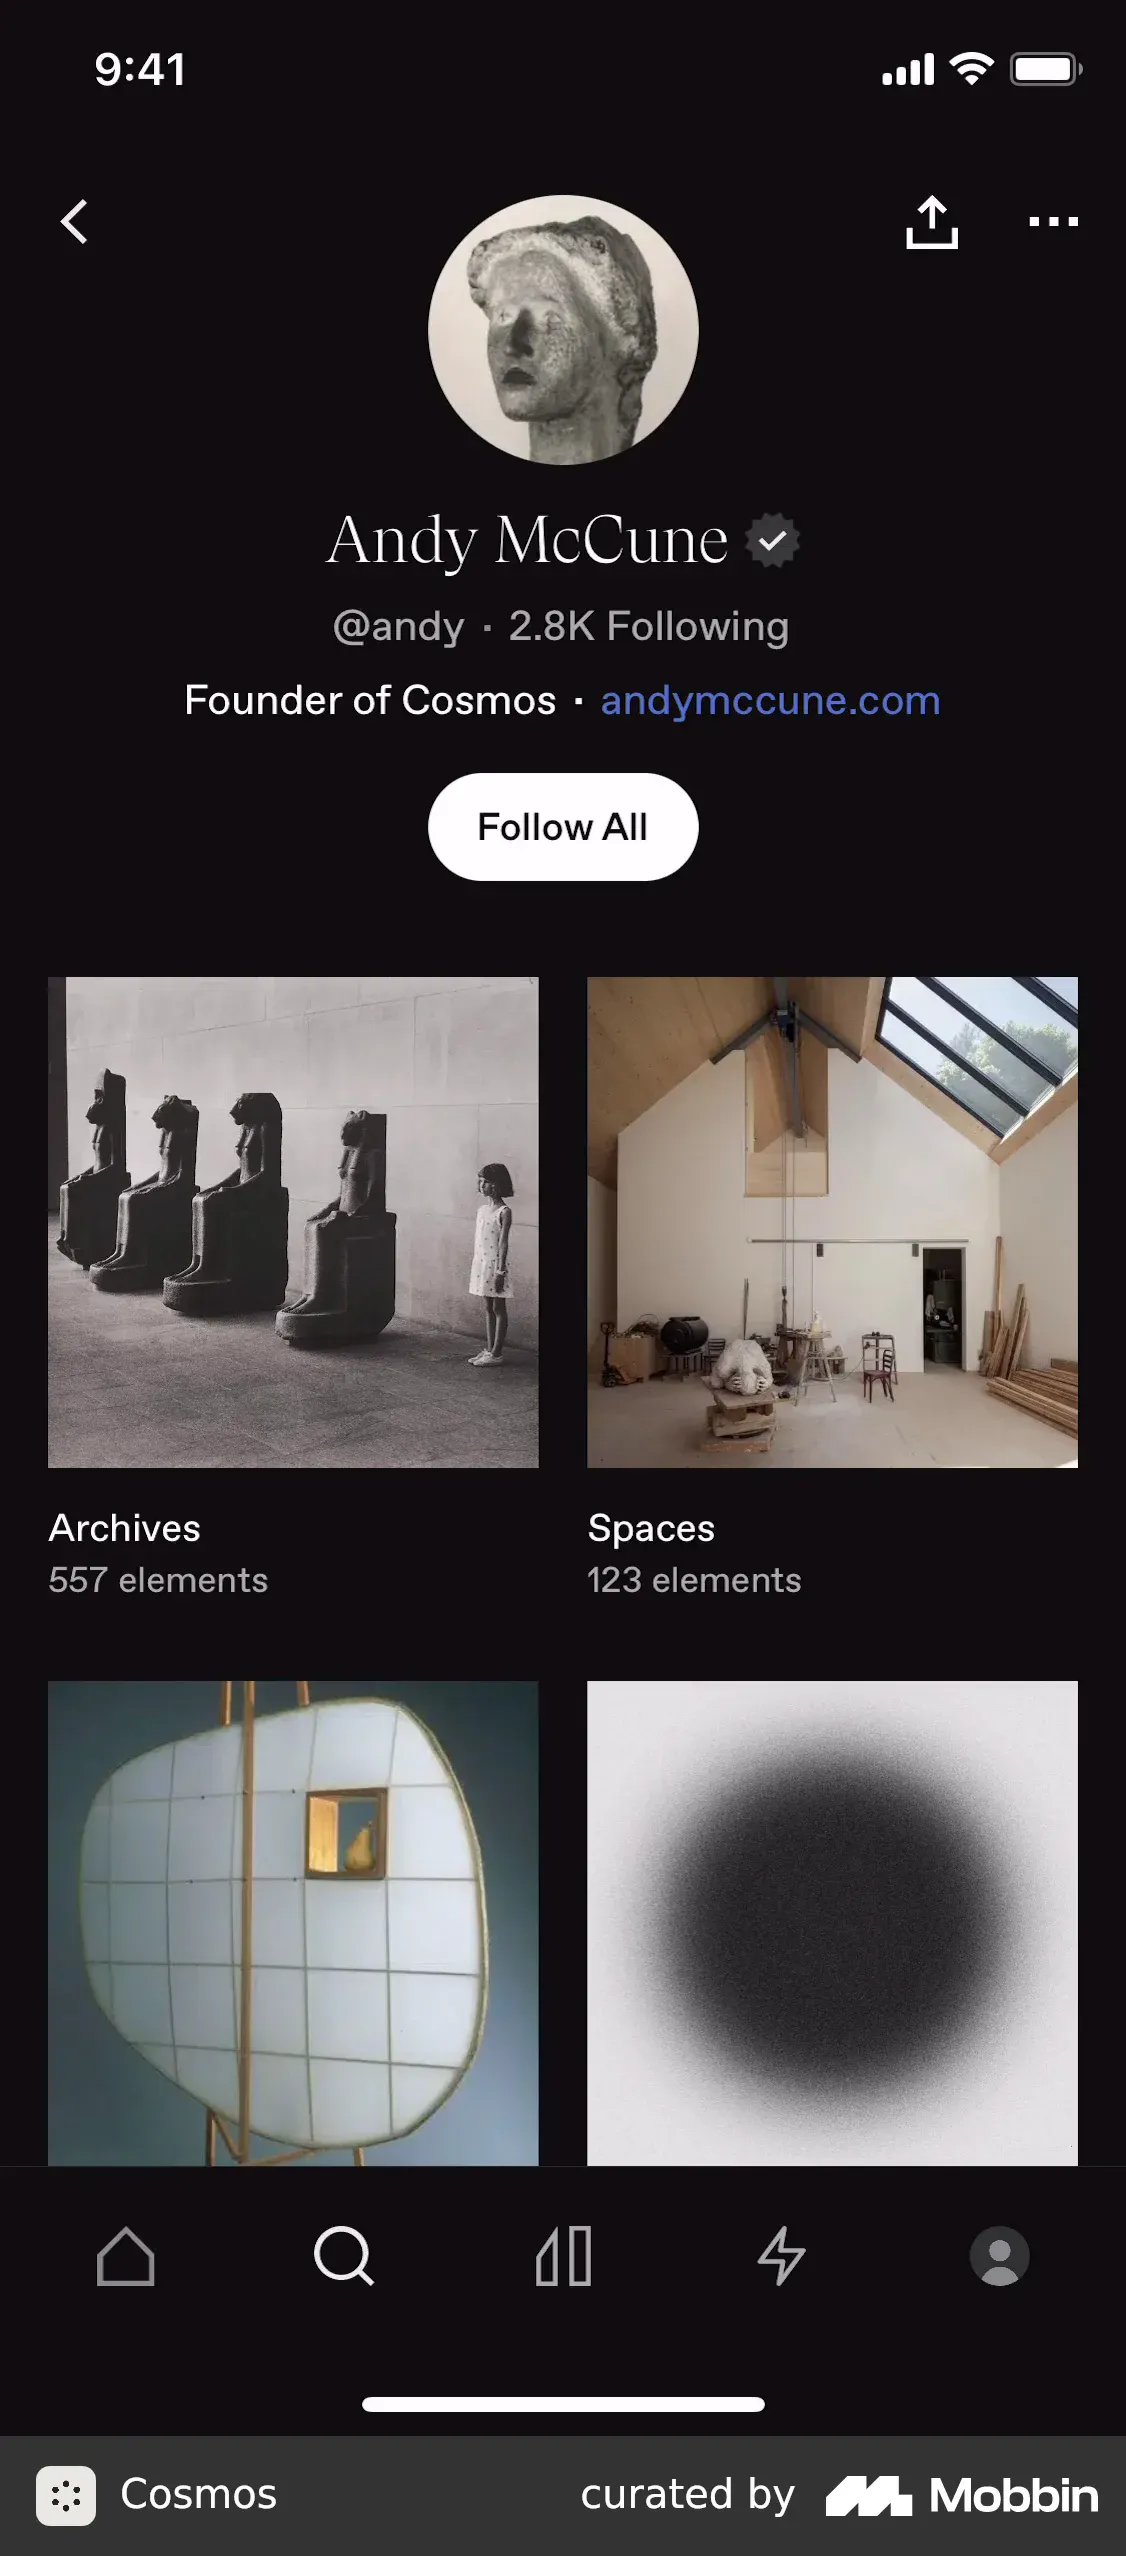 9:41
Andy McCune
@andy · 2.8K Following
Founder of Cosmos · andymccune.com
Follow All
Archives
557 elements
Spaces
123 elements
Cosmos
curated by Mobbin